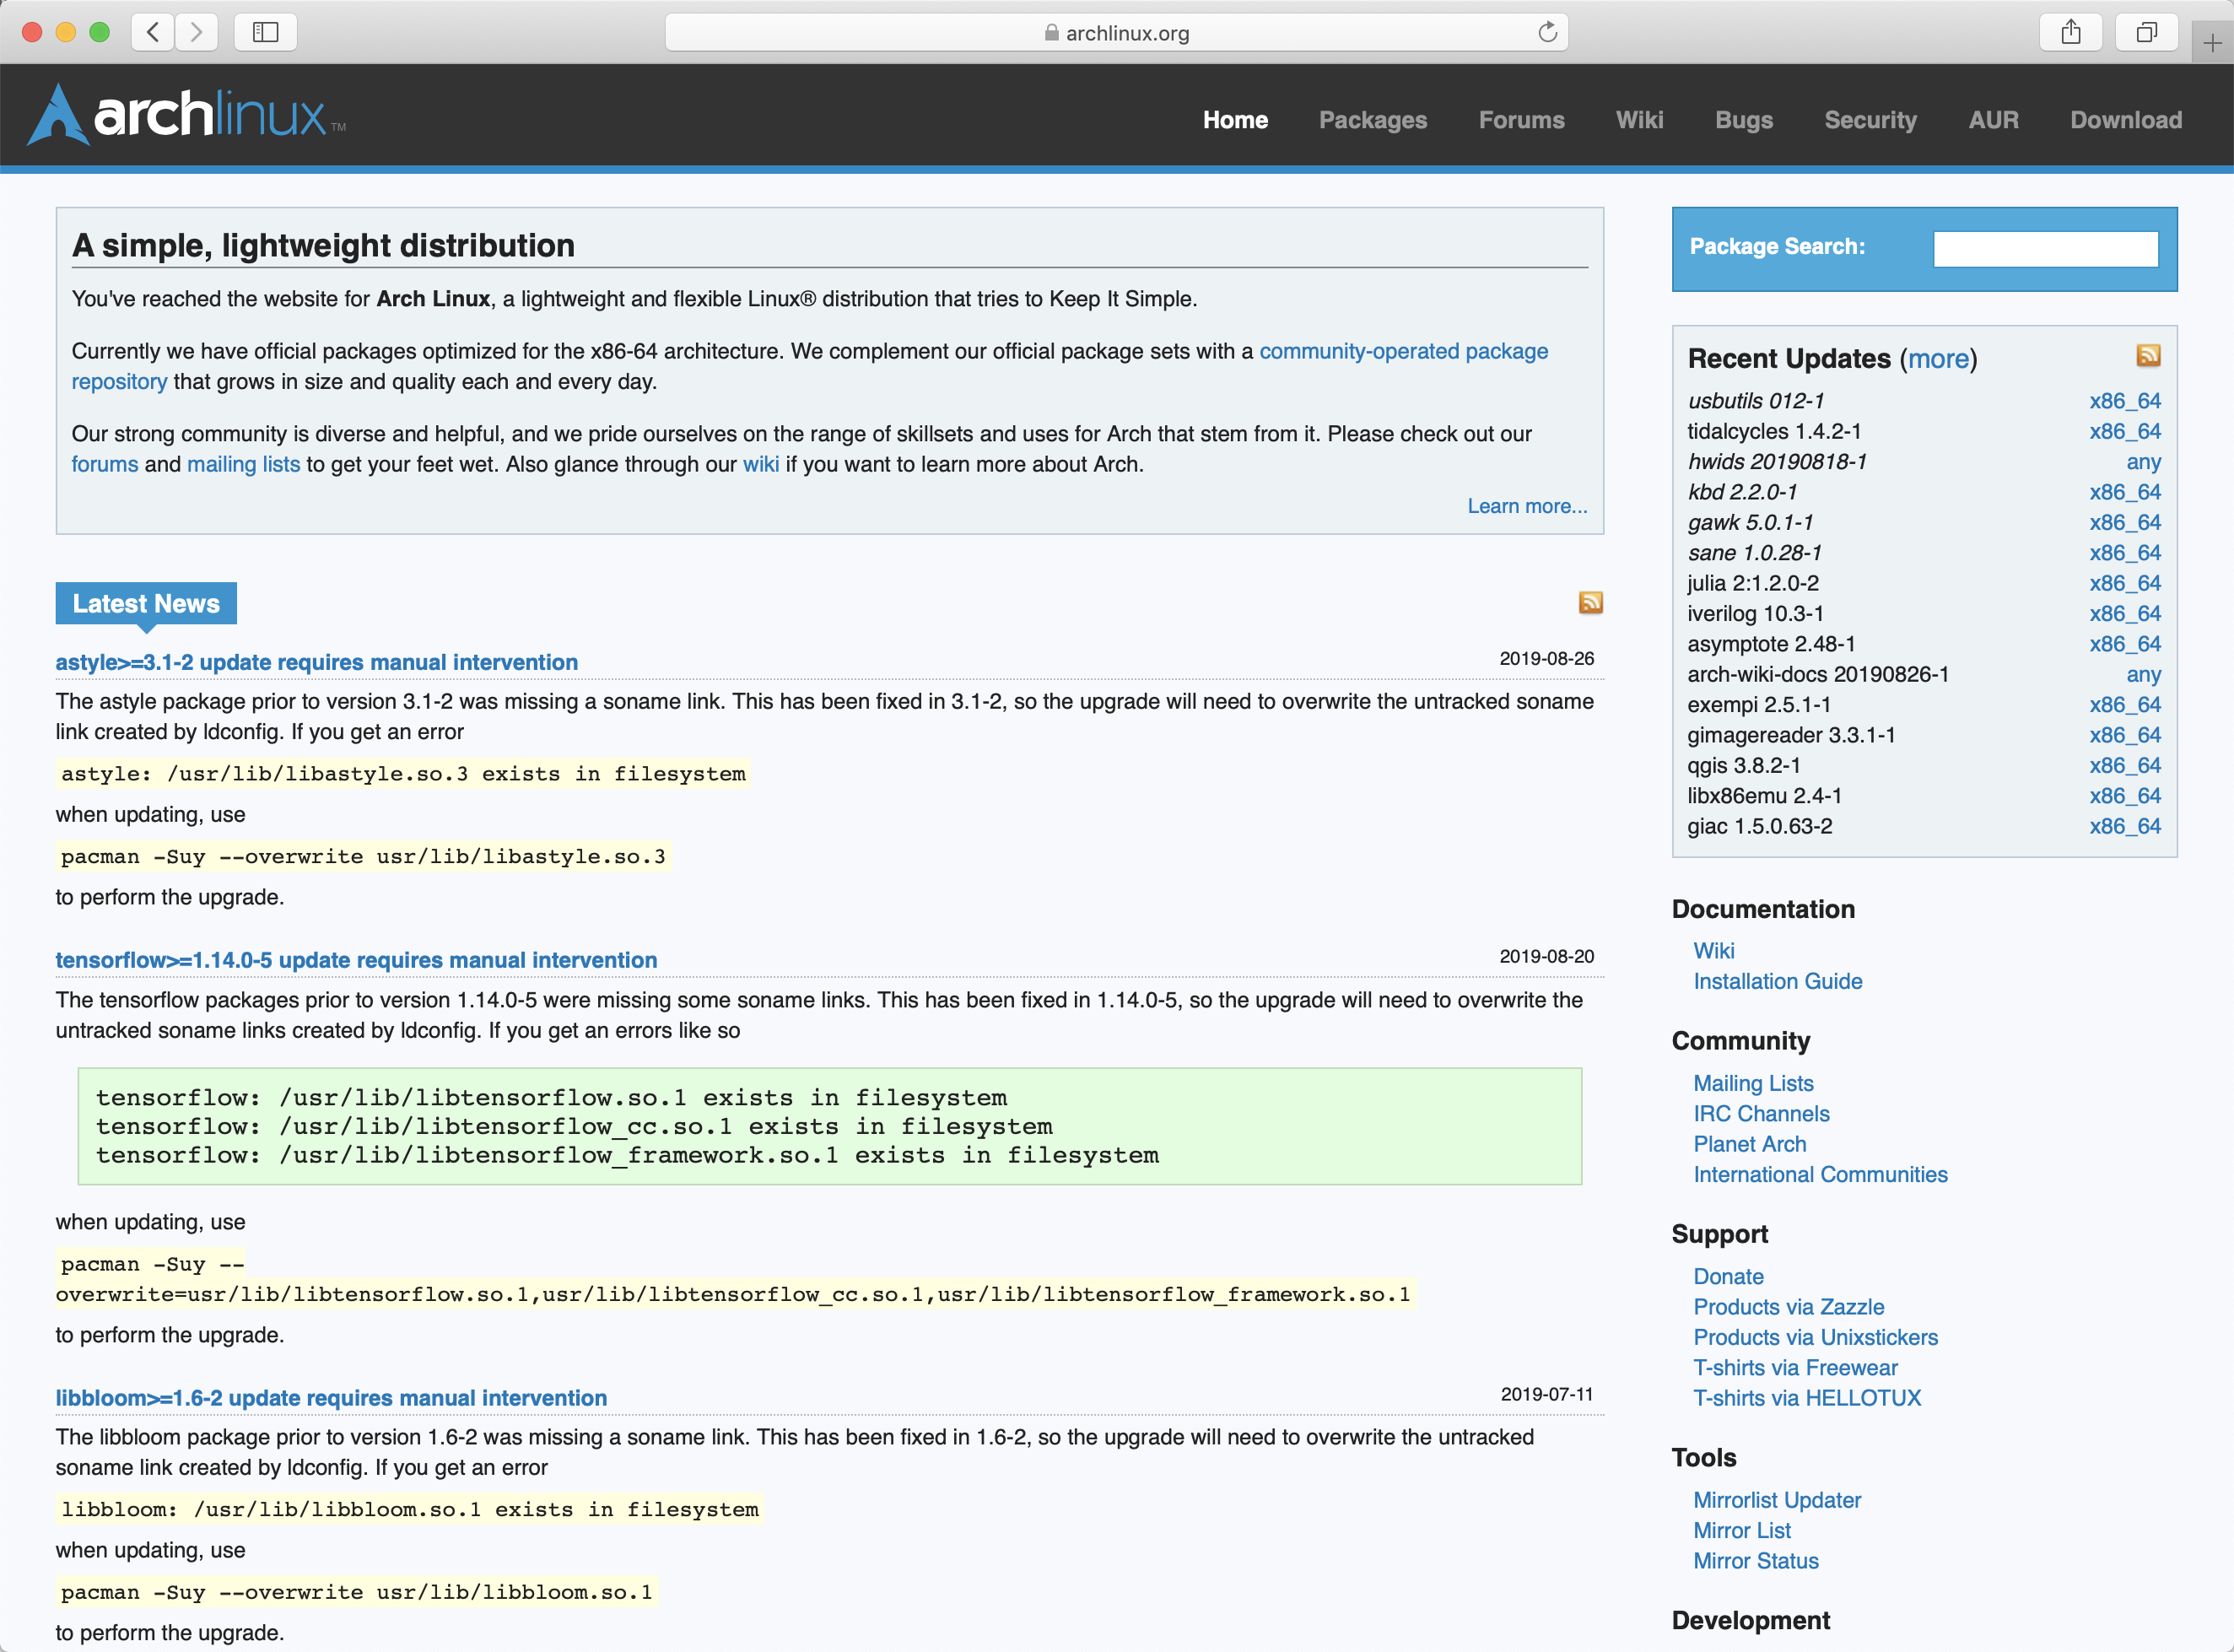 archlinux.org
archlinux™
Home Packages Forums Wiki Bugs Security AUR Download
A simple, lightweight distribution
You've reached the website for Arch Linux, a lightweight and flexible Linux® distribution that tries to Keep It Simple.
Currently we have official packages optimized for the x86-64 architecture. We complement our official package sets with a community-operated package
repository that grows in size and quality each and every day.
Our strong community is diverse and helpful, and we pride ourselves on the range of skillsets and uses for Arch that stem from it. Please check out our
forums and mailing lists to get your feet wet. Also glance through our wiki if you want to learn more about Arch.
Learn more...
Latest News
astyle>=3.1-2 update requires manual intervention 2019-08-26
The astyle package prior to version 3.1-2 was missing a soname link. This has been fixed in 3.1-2, so the upgrade will need to overwrite the untracked soname
link created by ldconfig. If you get an error
astyle: /usr/lib/libastyle.so.3 exists in filesystem
when updating, use
pacman -Suy --overwrite usr/lib/libastyle.so.3
to perform the upgrade.
tensorflow>=1.14.0-5 update requires manual intervention 2019-08-20
The tensorflow packages prior to version 1.14.0-5 were missing some soname links. This has been fixed in 1.14.0-5, so the upgrade will need to overwrite the
untracked soname links created by ldconfig. If you get an errors like so
tensorflow: /usr/lib/libtensorflow.so.1 exists in filesystem
tensorflow: /usr/lib/libtensorflow_cc.so.1 exists in filesystem
tensorflow: /usr/lib/libtensorflow_framework.so.1 exists in filesystem
when updating, use
pacman -Suy --
overwrite=usr/lib/libtensorflow.so.1,usr/lib/libtensorflow_cc.so.1,usr/lib/libtensorflow_framework.so.1
to perform the upgrade.
libbloom>=1.6-2 update requires manual intervention 2019-07-11
The libbloom package prior to version 1.6-2 was missing a soname link. This has been fixed in 1.6-2, so the upgrade will need to overwrite the untracked
soname link created by ldconfig. If you get an error
libbloom: /usr/lib/libbloom.so.1 exists in filesystem
when updating, use
pacman -Suy --overwrite usr/lib/libbloom.so.1
to perform the upgrade.
Package Search:
Recent Updates (more)
usbutils 012-1 x86_64
tidalcycles 1.4.2-1 x86_64
hwids 20190818-1 any
kbd 2.2.0-1 x86_64
gawk 5.0.1-1 x86_64
sane 1.0.28-1 x86_64
julia 2:1.2.0-2 x86_64
iverilog 10.3-1 x86_64
asymptote 2.48-1 x86_64
arch-wiki-docs 20190826-1 any
exempi 2.5.1-1 x86_64
gimagereader 3.3.1-1 x86_64
qgis 3.8.2-1 x86_64
libx86emu 2.4-1 x86_64
giac 1.5.0.63-2 x86_64
Documentation
Wiki
Installation Guide
Community
Mailing Lists
IRC Channels
Planet Arch
International Communities
Support
Donate
Products via Zazzle
Products via Unixstickers
T-shirts via Freewear
T-shirts via HELLOTUX
Tools
Mirrorlist Updater
Mirror List
Mirror Status
Development